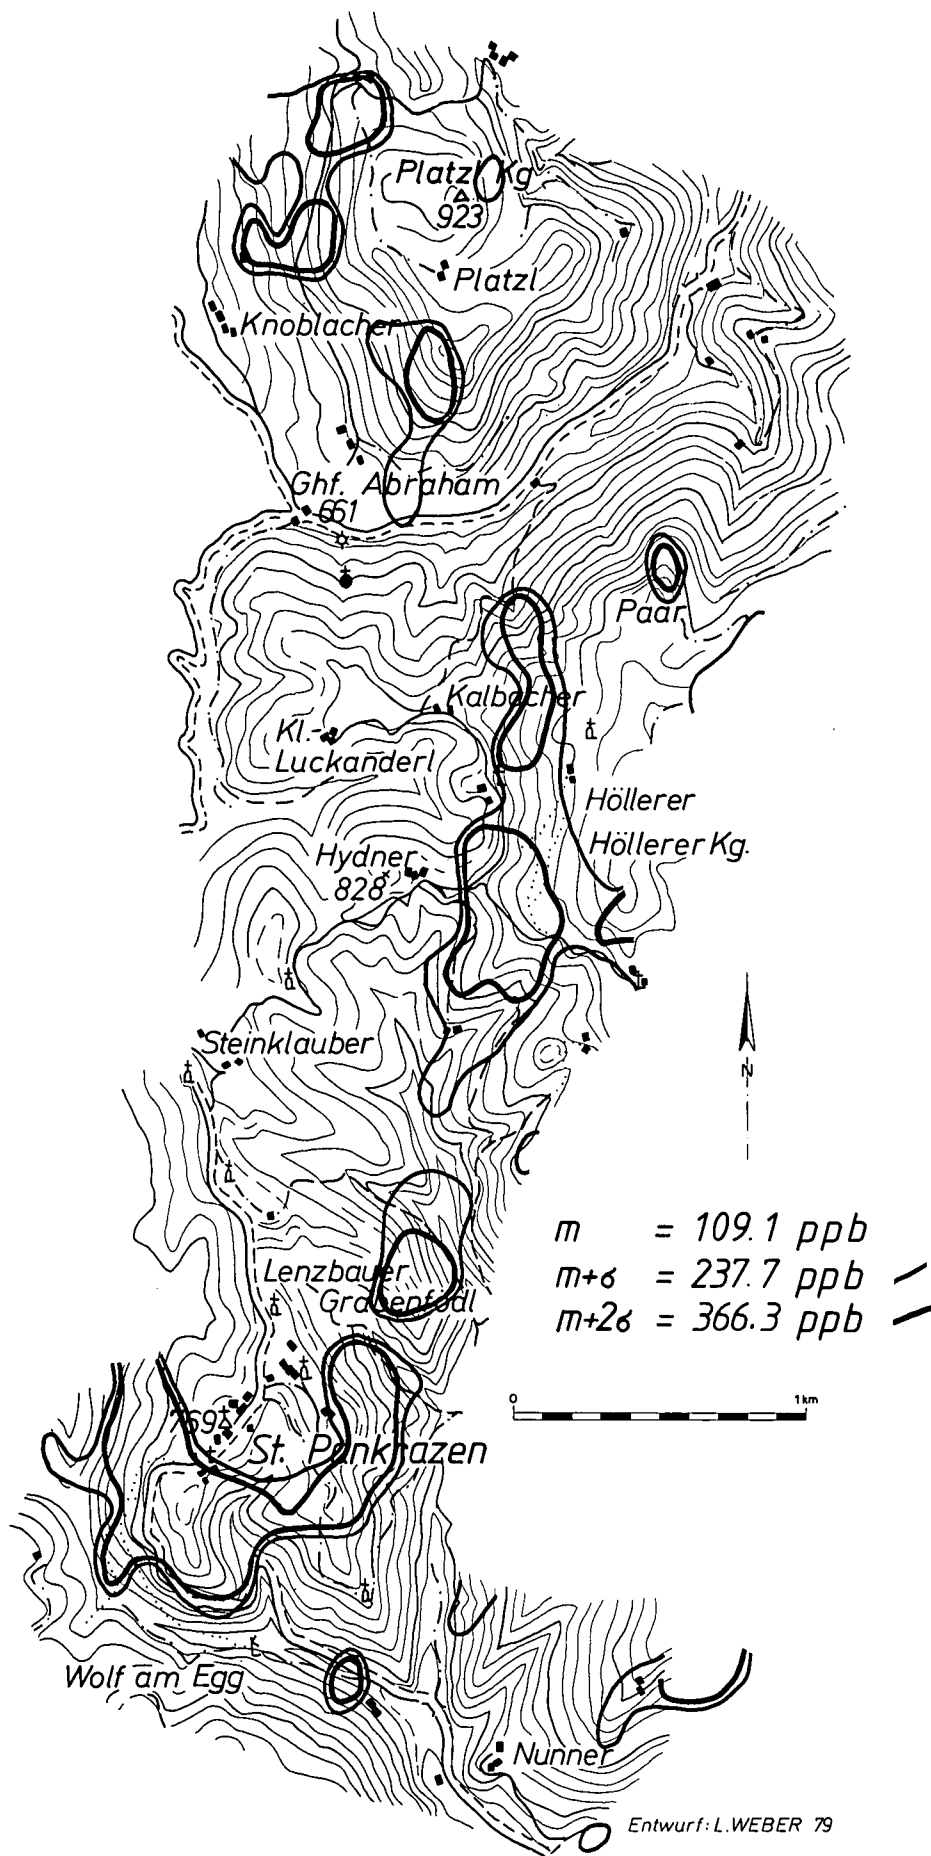 Platzl Kg
923
Platzl
Knoblacher
Ghf. Abraham
661
Paar
Kalbacher
Kl.-
Luckanderl
Höllerer
Höllerer Kg.
Hydner
828
Steinklauber
N
m = 109.1 ppb
m+σ = 237.7 ppb
m+2σ = 366.3 ppb
Lenzbauer
Grabenfödl
0 1km
769
St. Pankrazen
Wolf am Egg
Nunner
Entwurf: L. WEBER 79